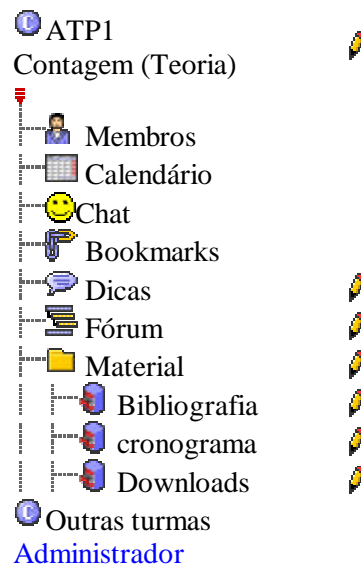 ATP1
Contagem (Teoria)
Membros
Calendário
Chat
Bookmarks
Dicas
Fórum
Material
Bibliografia
cronograma
Downloads
Outras turmas
Administrador